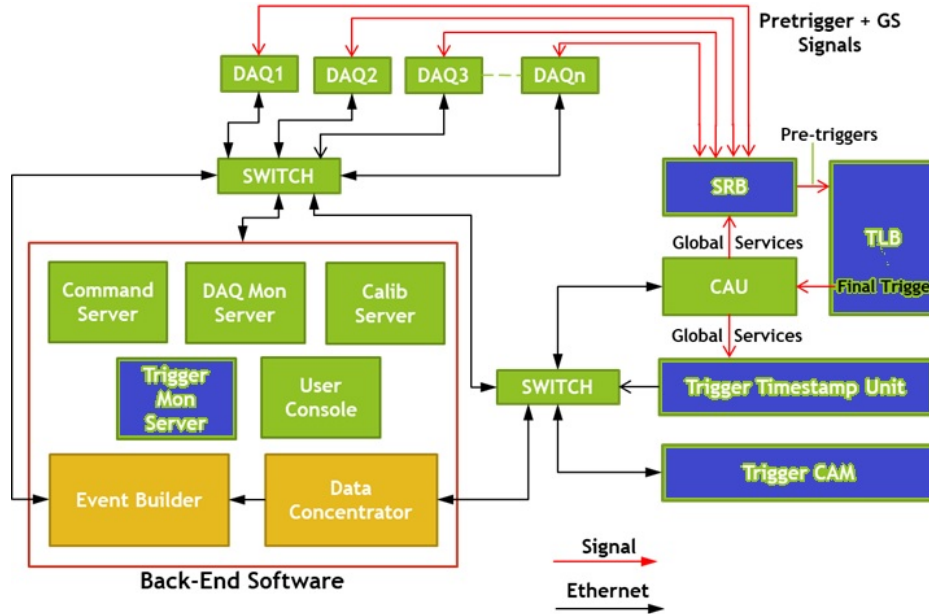 Pretrigger + GS
Signals
DAQ1
DAQ2
DAQ3
DAQn
Pre-triggers
SWITCH
SRB
TLB
Global Services
CAU
Final Trigger
Global Services
Command
Server
DAQ Mon
Server
Calib
Server
Trigger
Mon
Server
User
Console
SWITCH
Trigger Timestamp Unit
Event Builder
Data
Concentrator
Trigger CAM
Back-End Software
Signal
Ethernet